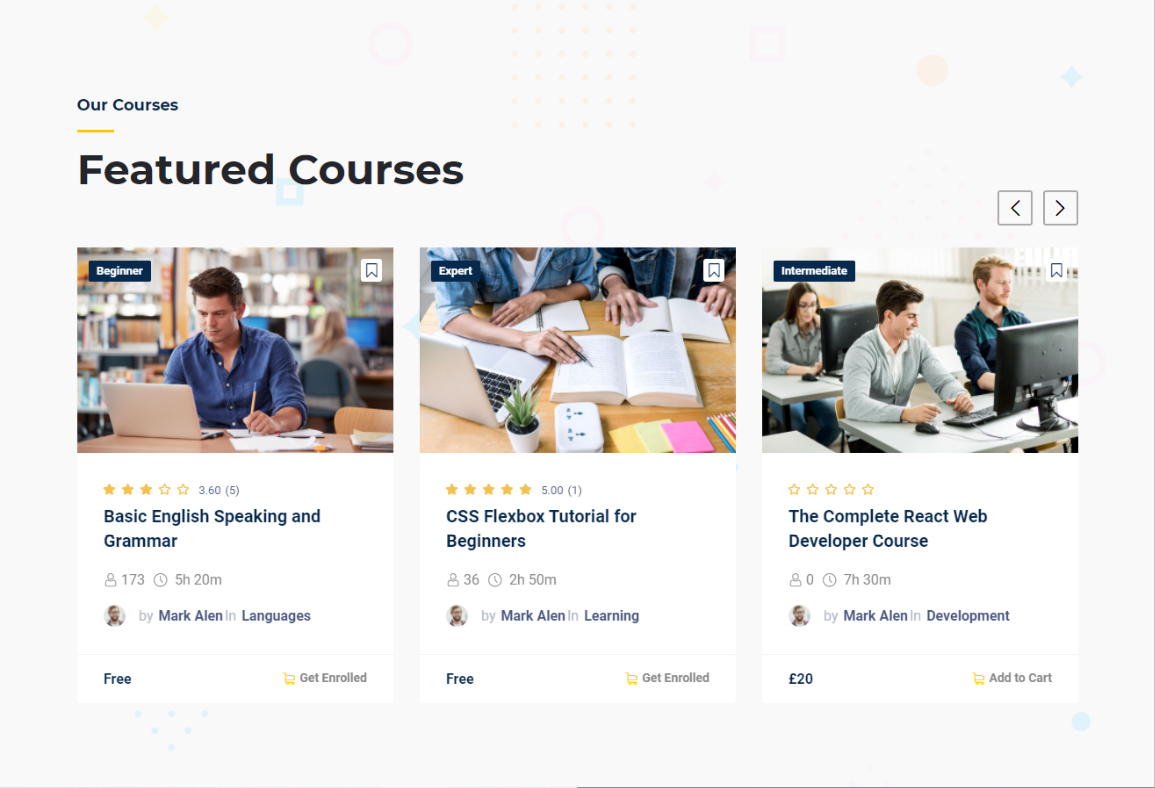 Our Courses
Featured Courses
Beginner
3.60 (5)
Basic English Speaking and
Grammar
173 5h 20m
by Mark Alen In Languages
Free Get Enrolled
Expert
5.00 (1)
CSS Flexbox Tutorial for
Beginners
36 2h 50m
by Mark Alen In Learning
Free Get Enrolled
Intermediate
The Complete React Web
Developer Course
0 7h 30m
by Mark Alen In Development
£20 Add to Cart